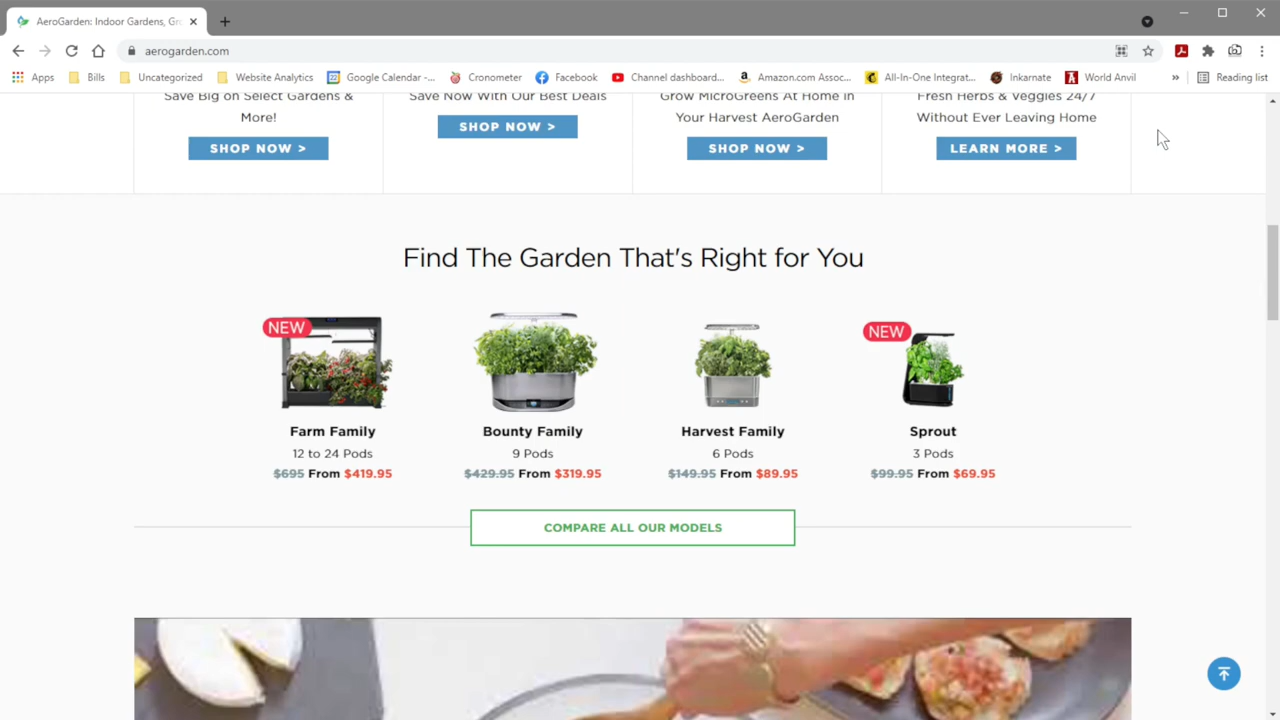 AeroGarden: Indoor Gardens, Gr
aerogarden.com
Apps
Bills
Uncategorized
Website Analytics
Google Calendar -...
Cronometer
Facebook
Channel dashboard...
Amazon.com Assoc...
All-In-One Integrat...
Inkarnate
World Anvil
»
Reading list
Save Big on Select Gardens &
More!
SHOP NOW >
Save Now With Our Best Deals
SHOP NOW >
Grow MicroGreens At Home in
Your Harvest AeroGarden
SHOP NOW >
Fresh Herbs & Veggies 24/7
Without Ever Leaving Home
LEARN MORE >
Find The Garden That's Right for You
NEW
Farm Family
12 to 24 Pods
$695 From $419.95
Bounty Family
9 Pods
$429.95 From $319.95
Harvest Family
6 Pods
$149.95 From $89.95
NEW
Sprout
3 Pods
$99.95 From $69.95
COMPARE ALL OUR MODELS